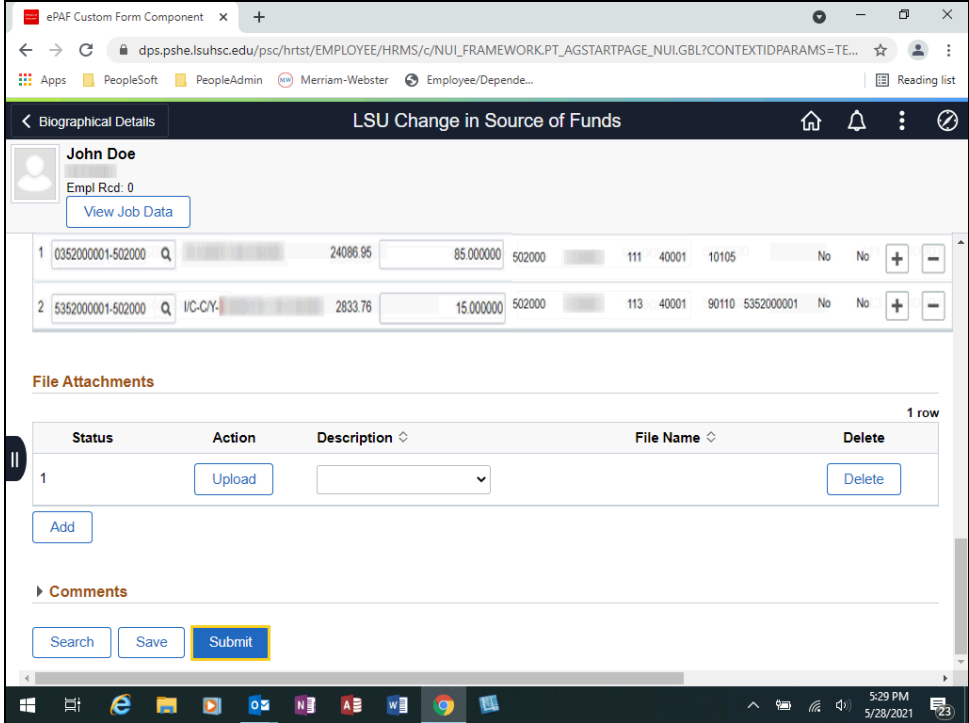 ePAF Custom Form Component
dps.pshe.lsuhsc.edu/psc/hrtst/EMPLOYEE/HRMS/c/NUI_FRAMEWORK.PT_AGSTARTPAGE_NUI.GBL?CONTEXTIDPARAMS=TE...
Apps PeopleSoft PeopleAdmin Merriam-Webster Employee/Depende... Reading list
Biographical Details LSU Change in Source of Funds
John Doe
Empl Rcd: 0
View Job Data
1 0352000001-502000 24086.95 85.000000 502000 111 40001 10105 No No + −
2 5352000001-502000 I/C-C/Y- 2833.76 15.000000 502000 113 40001 90110 5352000001 No No + −
File Attachments
1 row
Status Action Description File Name Delete
1 Upload Delete
Add
Comments
Search Save Submit
5:29 PM
5/28/2021
23